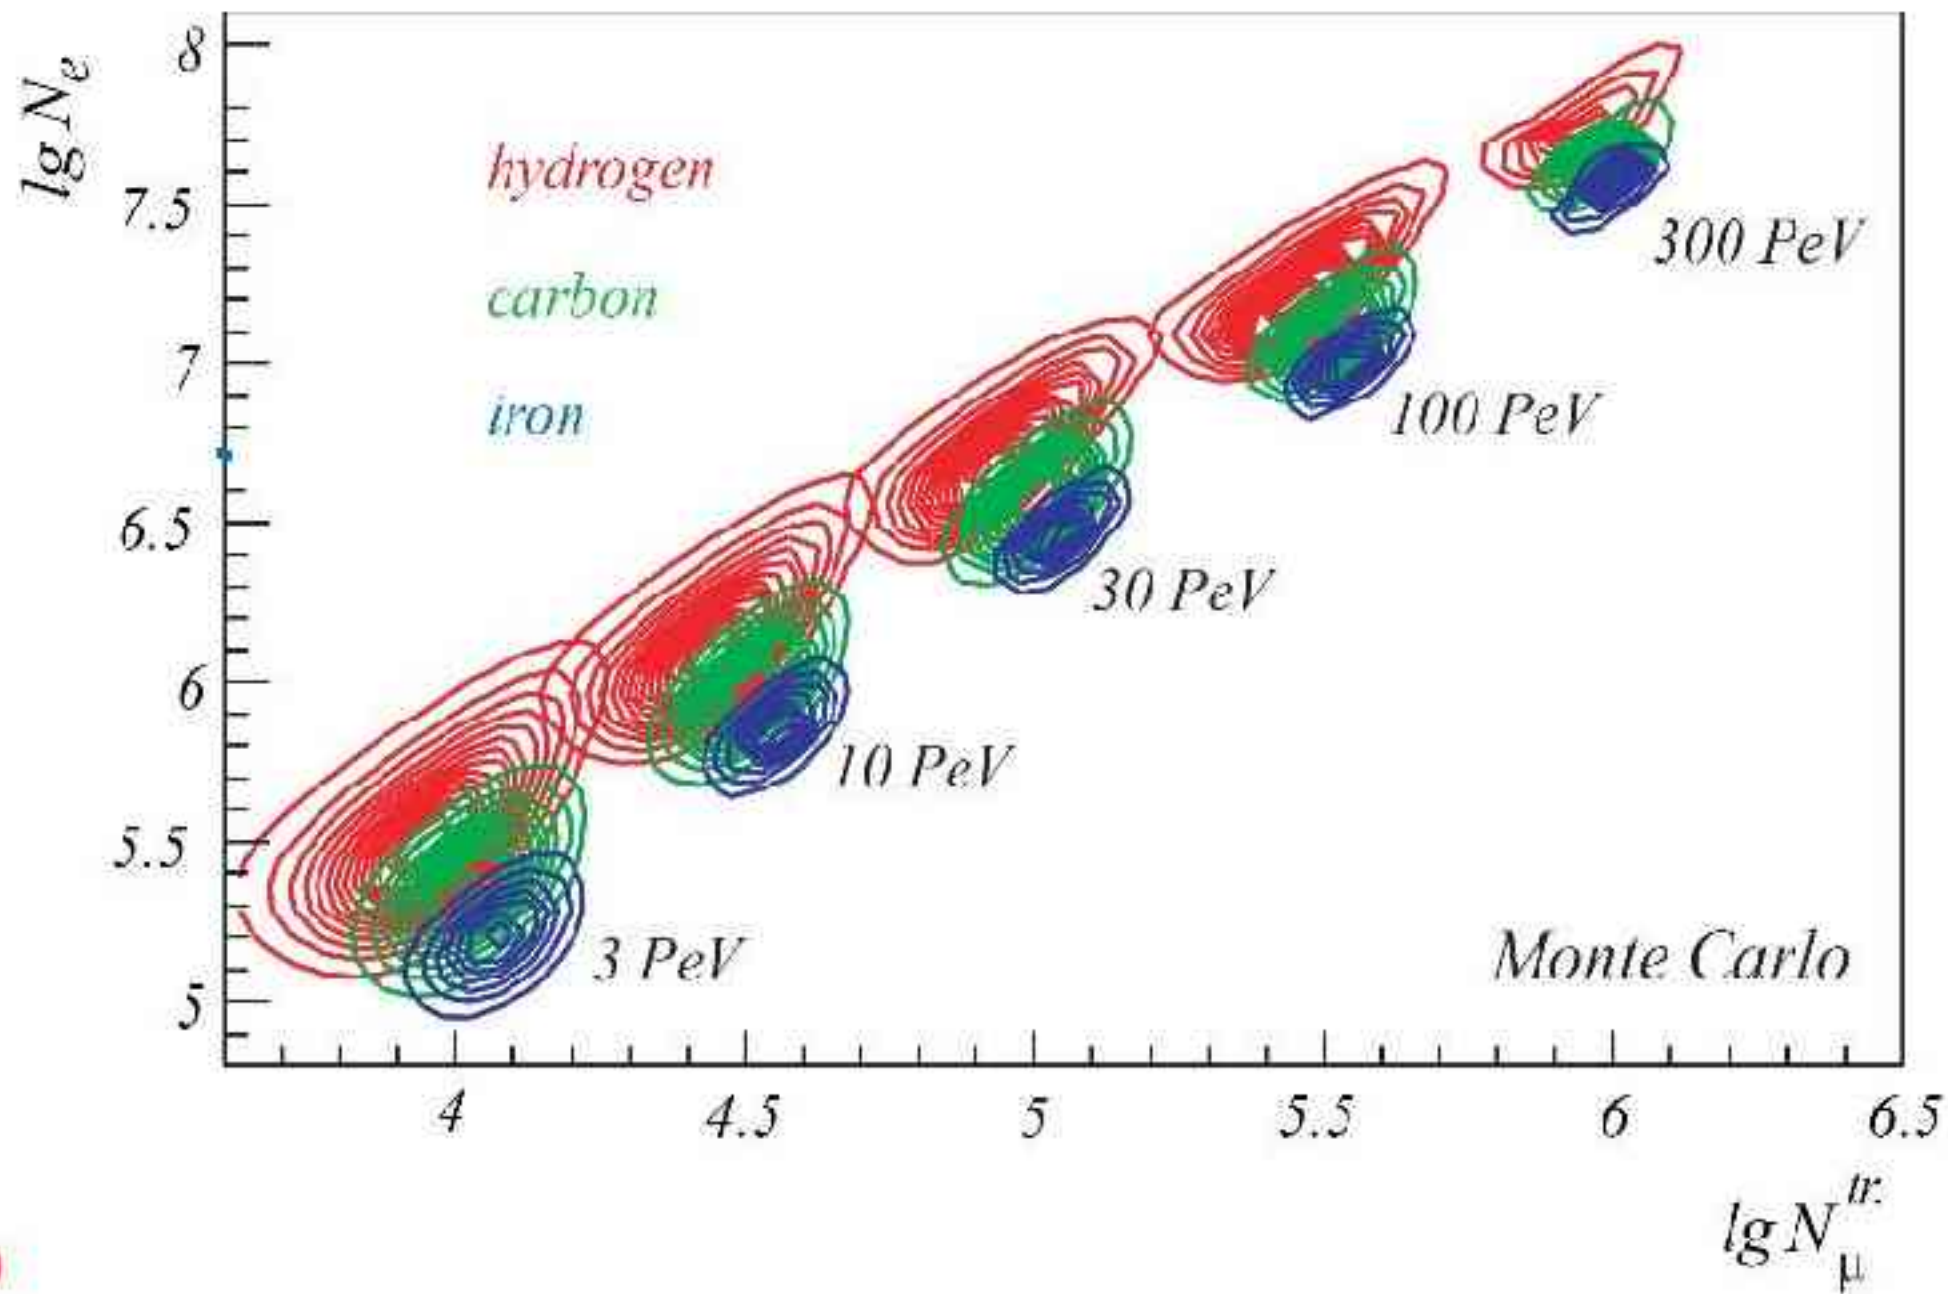 lg N_e
8
7.5
7
6.5
6
5.5
5
hydrogen
carbon
iron
300 PeV
100 PeV
30 PeV
10 PeV
3 PeV
Monte Carlo
4
4.5
5
5.5
6
6.5
lg N_μ^tr.